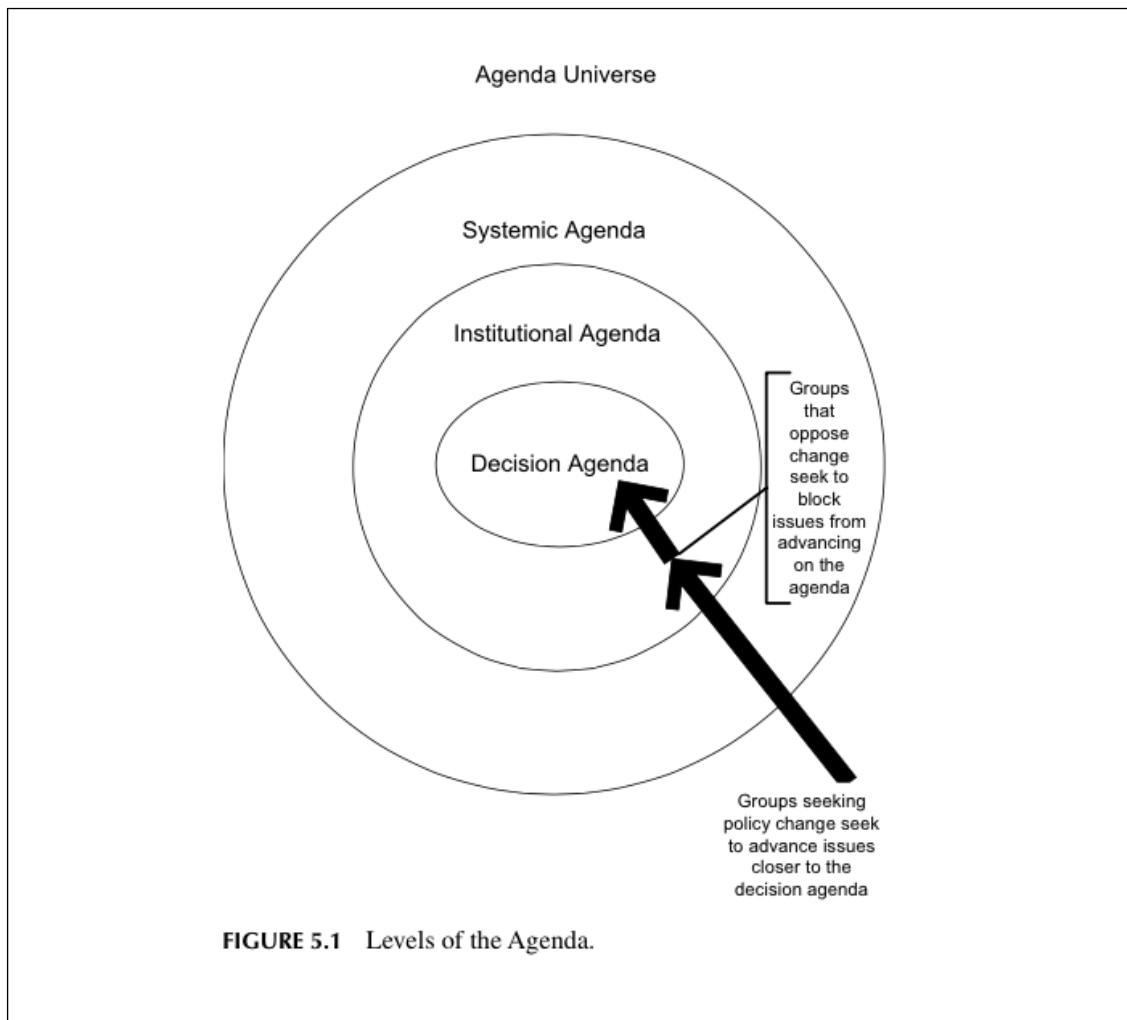 Agenda Universe
Systemic Agenda
Institutional Agenda
Decision Agenda
Groups
that
oppose
change
seek to
block
issues from
advancing
on the
agenda
Groups seeking
policy change seek
to advance issues
closer to the
decision agenda
FIGURE 5.1 Levels of the Agenda.